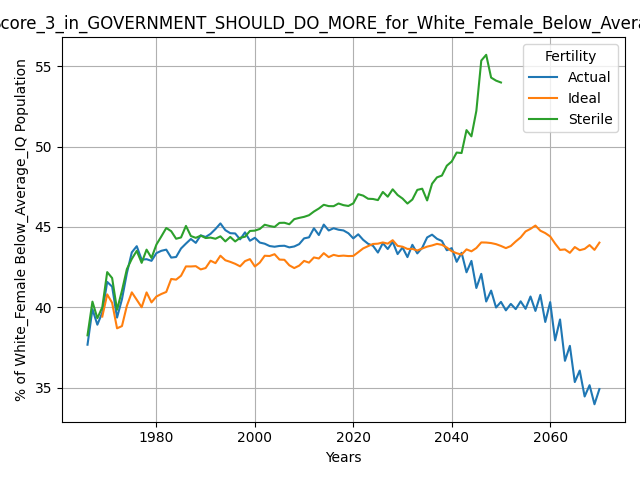 core_3_in_GOVERNMENT_SHOULD_DO_MORE_for_White_Female_Below_Avera
Fertility
Actual
Ideal
Sterile
% of White_Female Below_Average_IQ Population
55
50
45
40
35
1980
2000
2020
2040
2060
Years